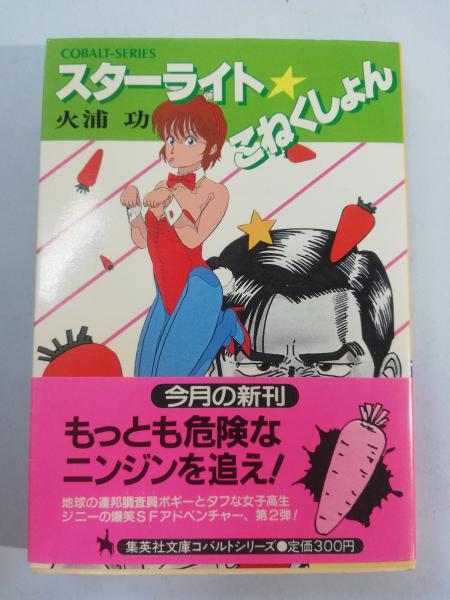 COBALT-SERIES
スターライト★
こねくしょん
火浦 功
今月の新刊
もっとも危険な
ニンジンを追え!
地球の連邦調査員ボギーとタフな女子高生
ジニーの爆笑SFアドベンチャー、第2弾!
集英社文庫コバルトシリーズ●定価300円